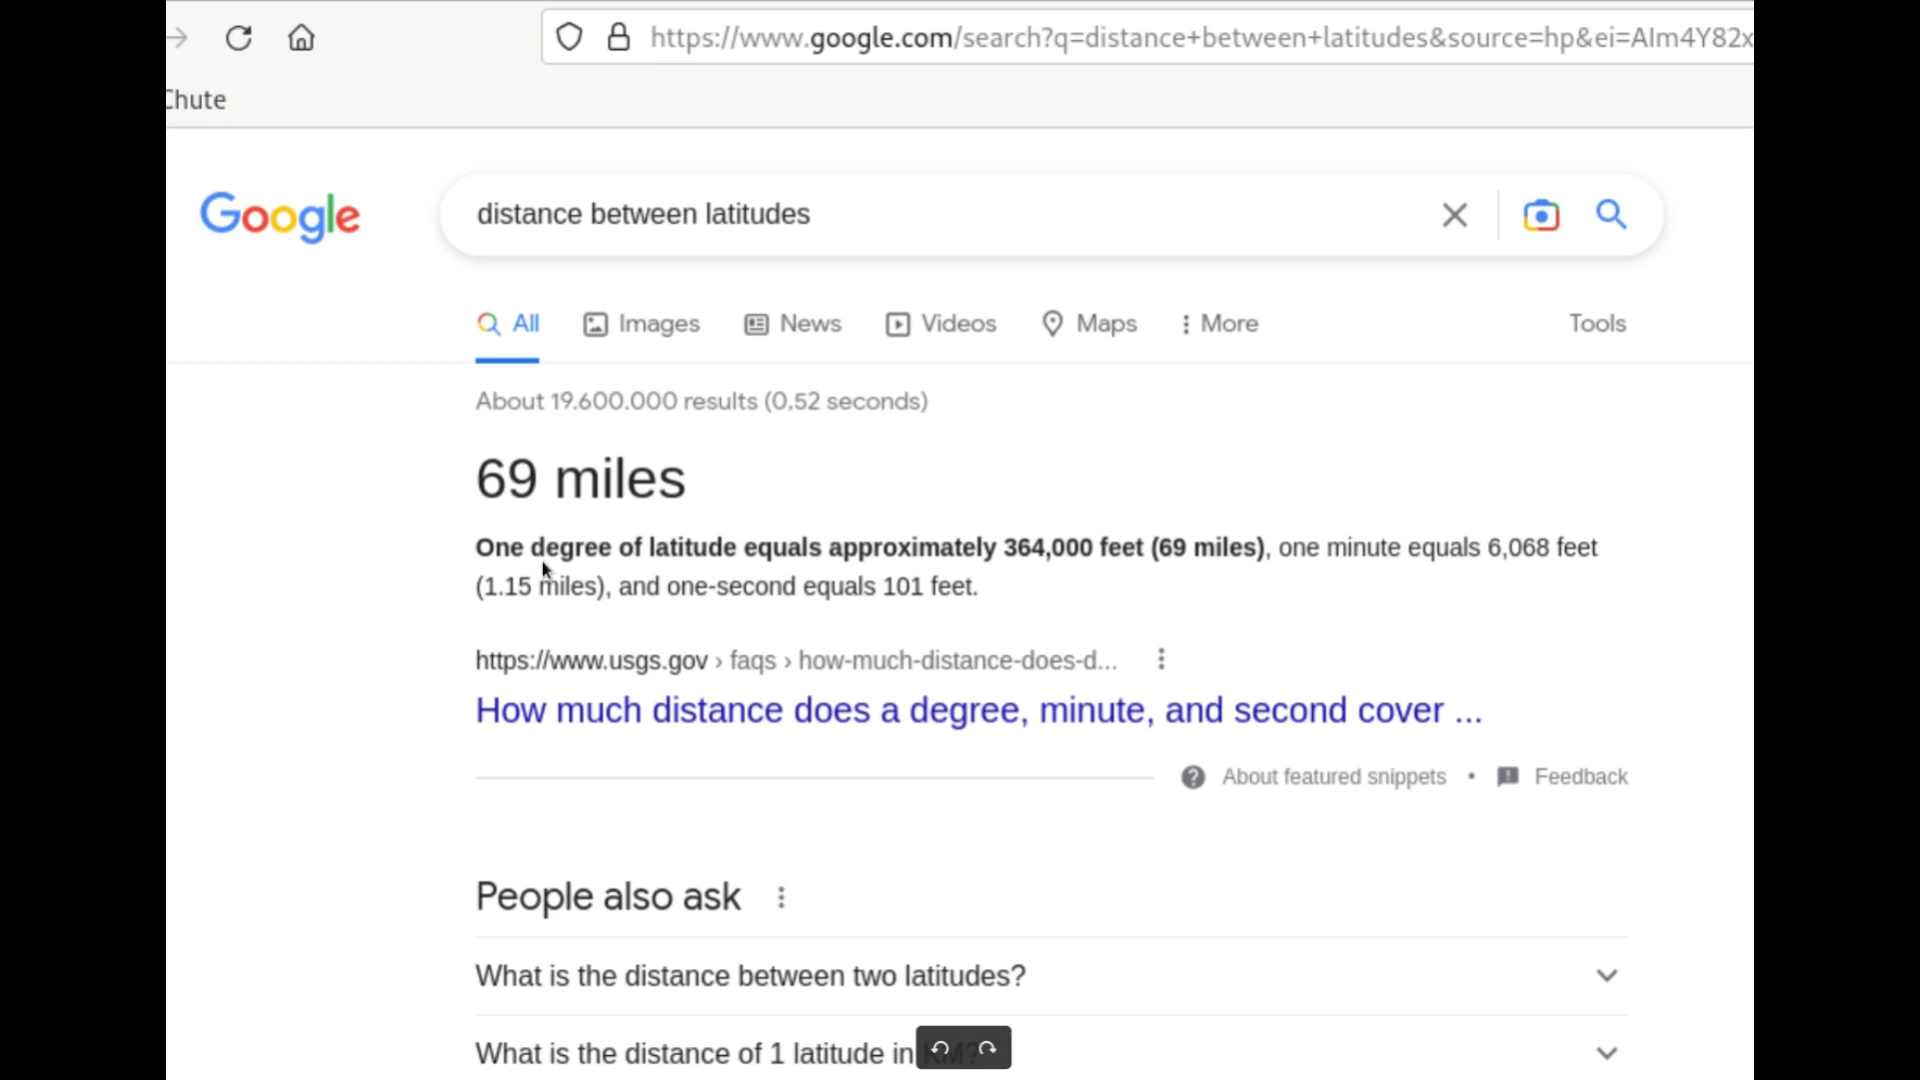 https://www.google.com/search?q=distance+between+latitudes&source=hp&ei=AIm4Y82x
Chute
Google
distance between latitudes
All Images News Videos Maps More Tools
About 19.600.000 results (0,52 seconds)
69 miles
One degree of latitude equals approximately 364,000 feet (69 miles), one minute equals 6,068 feet
(1.15 miles), and one-second equals 101 feet.
https://www.usgs.gov › faqs › how-much-distance-does-d...
How much distance does a degree, minute, and second cover ...
About featured snippets • Feedback
People also ask
What is the distance between two latitudes?
What is the distance of 1 latitude in KM?